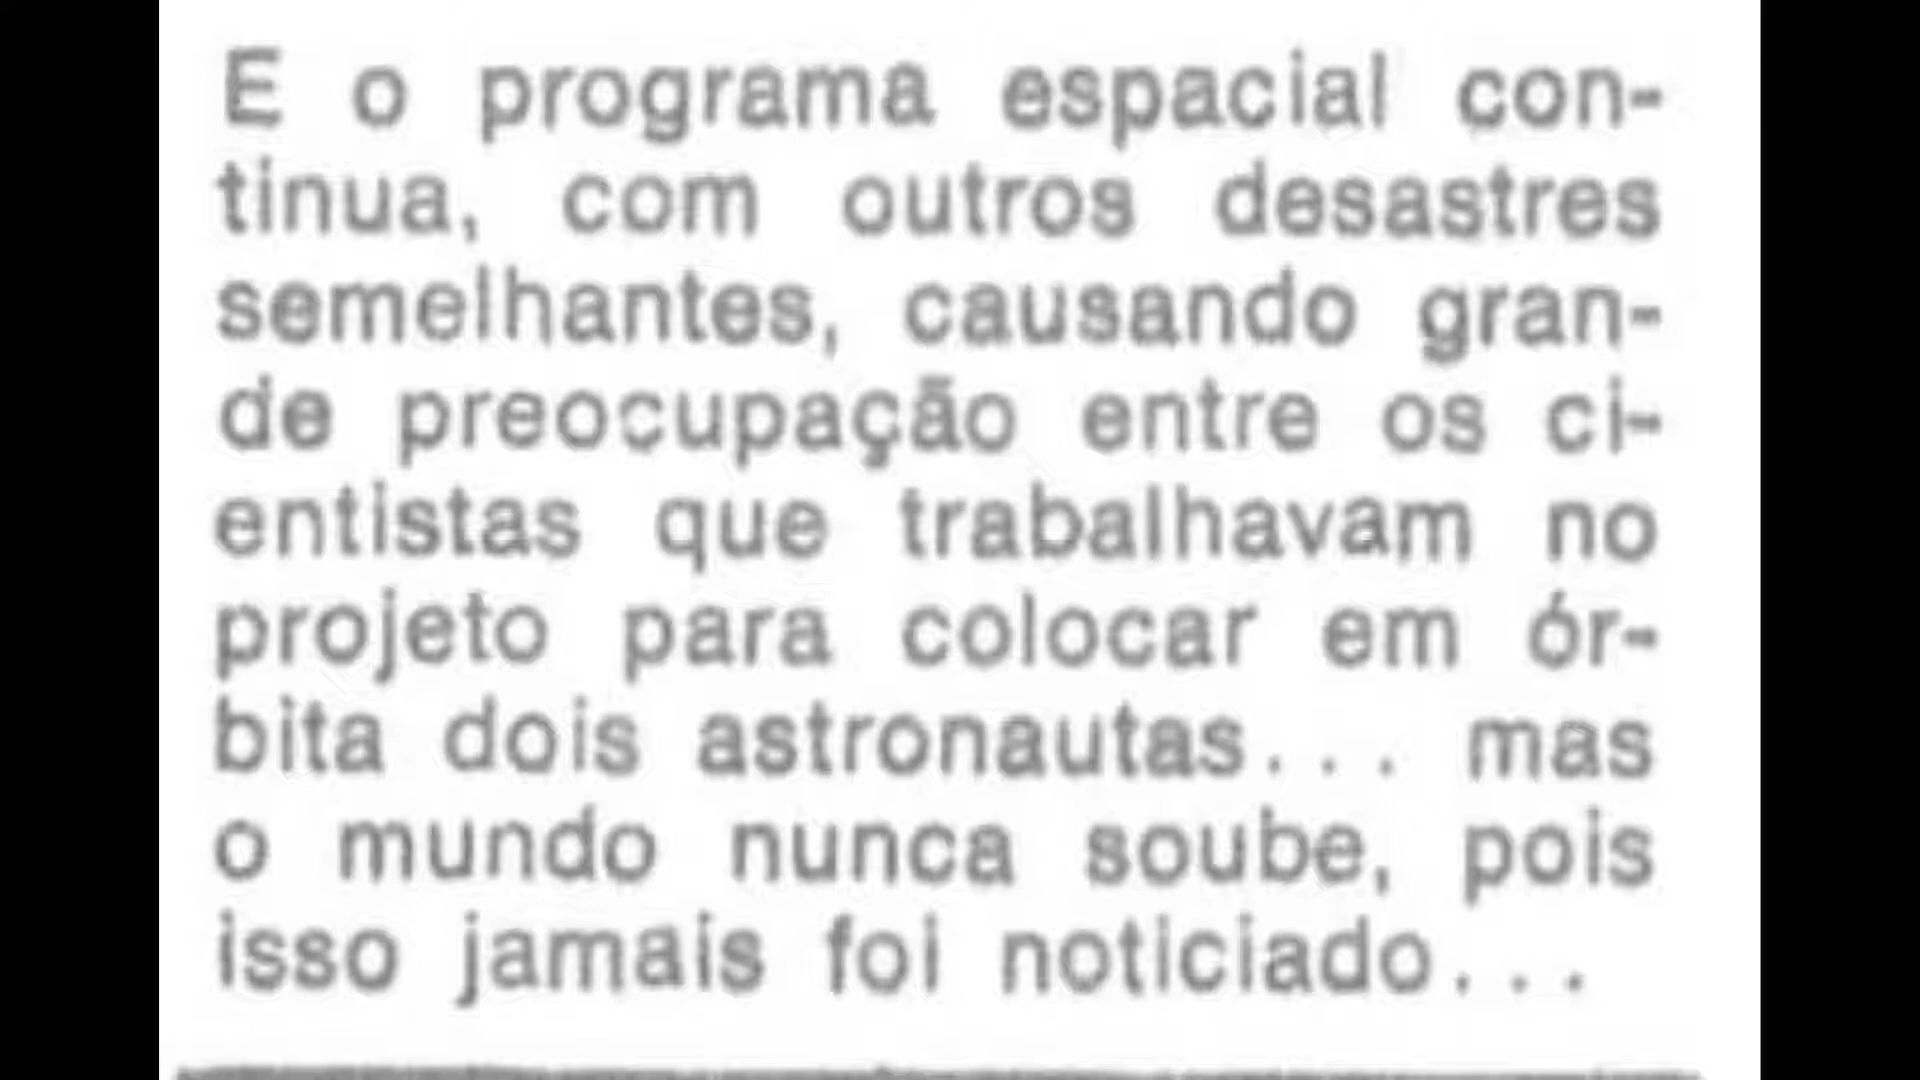 E o programa espacial con-
tinua, com outros desastres
semelhantes, causando gran-
de preocupação entre os ci-
entistas que trabalhavam no
projeto para colocar em ór-
bita dois astronautas... mas
o mundo nunca soube, pois
isso jamais foi noticiado...